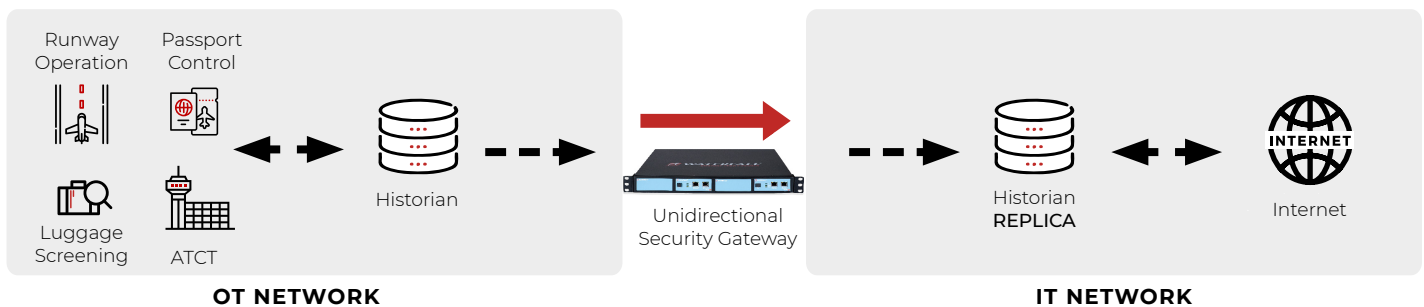 Runway
Operation
Passport
Control
Luggage
Screening
ATCT
Historian
OT NETWORK
Unidirectional
Security Gateway
Historian
REPLICA
INTERNET
Internet
IT NETWORK